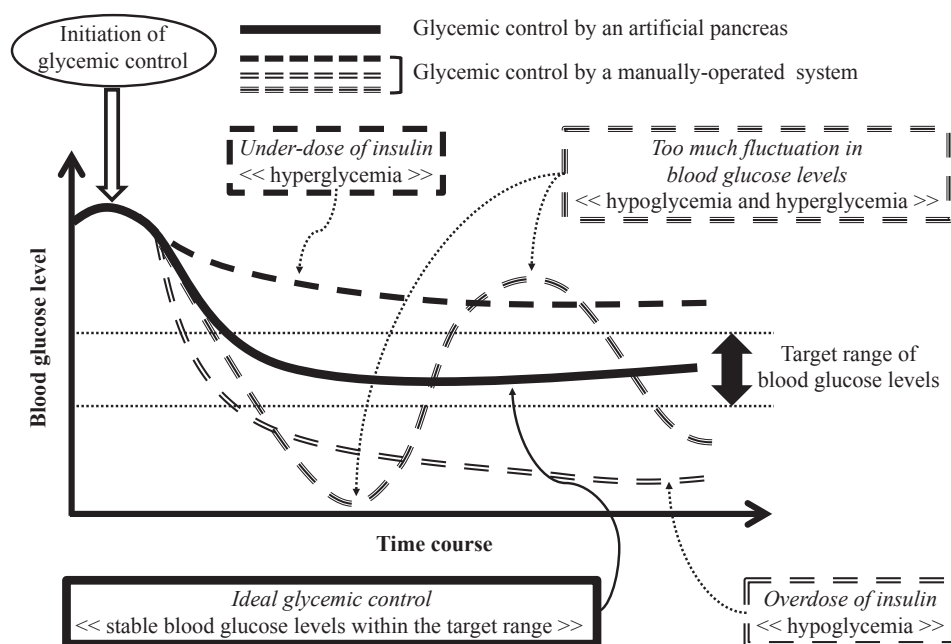 Initiation of
glycemic control
Glycemic control by an artificial pancreas
Glycemic control by a manually-operated system
Under-dose of insulin
<< hyperglycemia >>
Too much fluctuation in
blood glucose levels
<< hypoglycemia and hyperglycemia >>
Blood glucose level
Target range of
blood glucose levels
Time course
Ideal glycemic control
<< stable blood glucose levels within the target range >>
Overdose of insulin
<< hypoglycemia >>